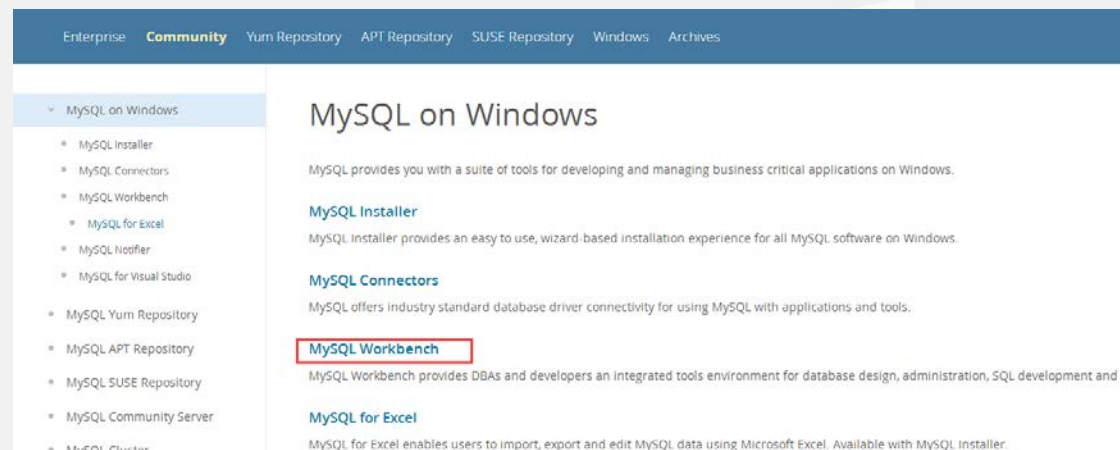 Enterprise Community Yum Repository APT Repository SUSE Repository Windows Archives
MySQL on Windows
MySQL Installer
MySQL Connectors
MySQL Workbench
MySQL for Excel
MySQL Notifier
MySQL for Visual Studio
MySQL Yum Repository
MySQL APT Repository
MySQL SUSE Repository
MySQL Community Server
MySQL Cluster
MySQL on Windows
MySQL provides you with a suite of tools for developing and managing business critical applications on Windows.
MySQL Installer
MySQL Installer provides an easy to use, wizard-based installation experience for all MySQL software on Windows.
MySQL Connectors
MySQL offers industry standard database driver connectivity for using MySQL with applications and tools.
MySQL Workbench
MySQL Workbench provides DBAs and developers an integrated tools environment for database design, administration, SQL development and
MySQL for Excel
MySQL for Excel enables users to import, export and edit MySQL data using Microsoft Excel. Available with MySQL Installer.